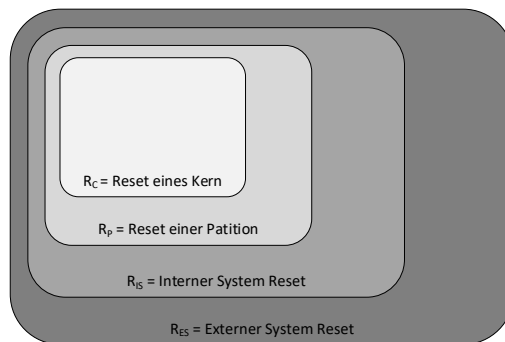 R_C = Reset eines Kern
R_P = Reset einer Patition
R_IS = Interner System Reset
R_ES = Externer System Reset